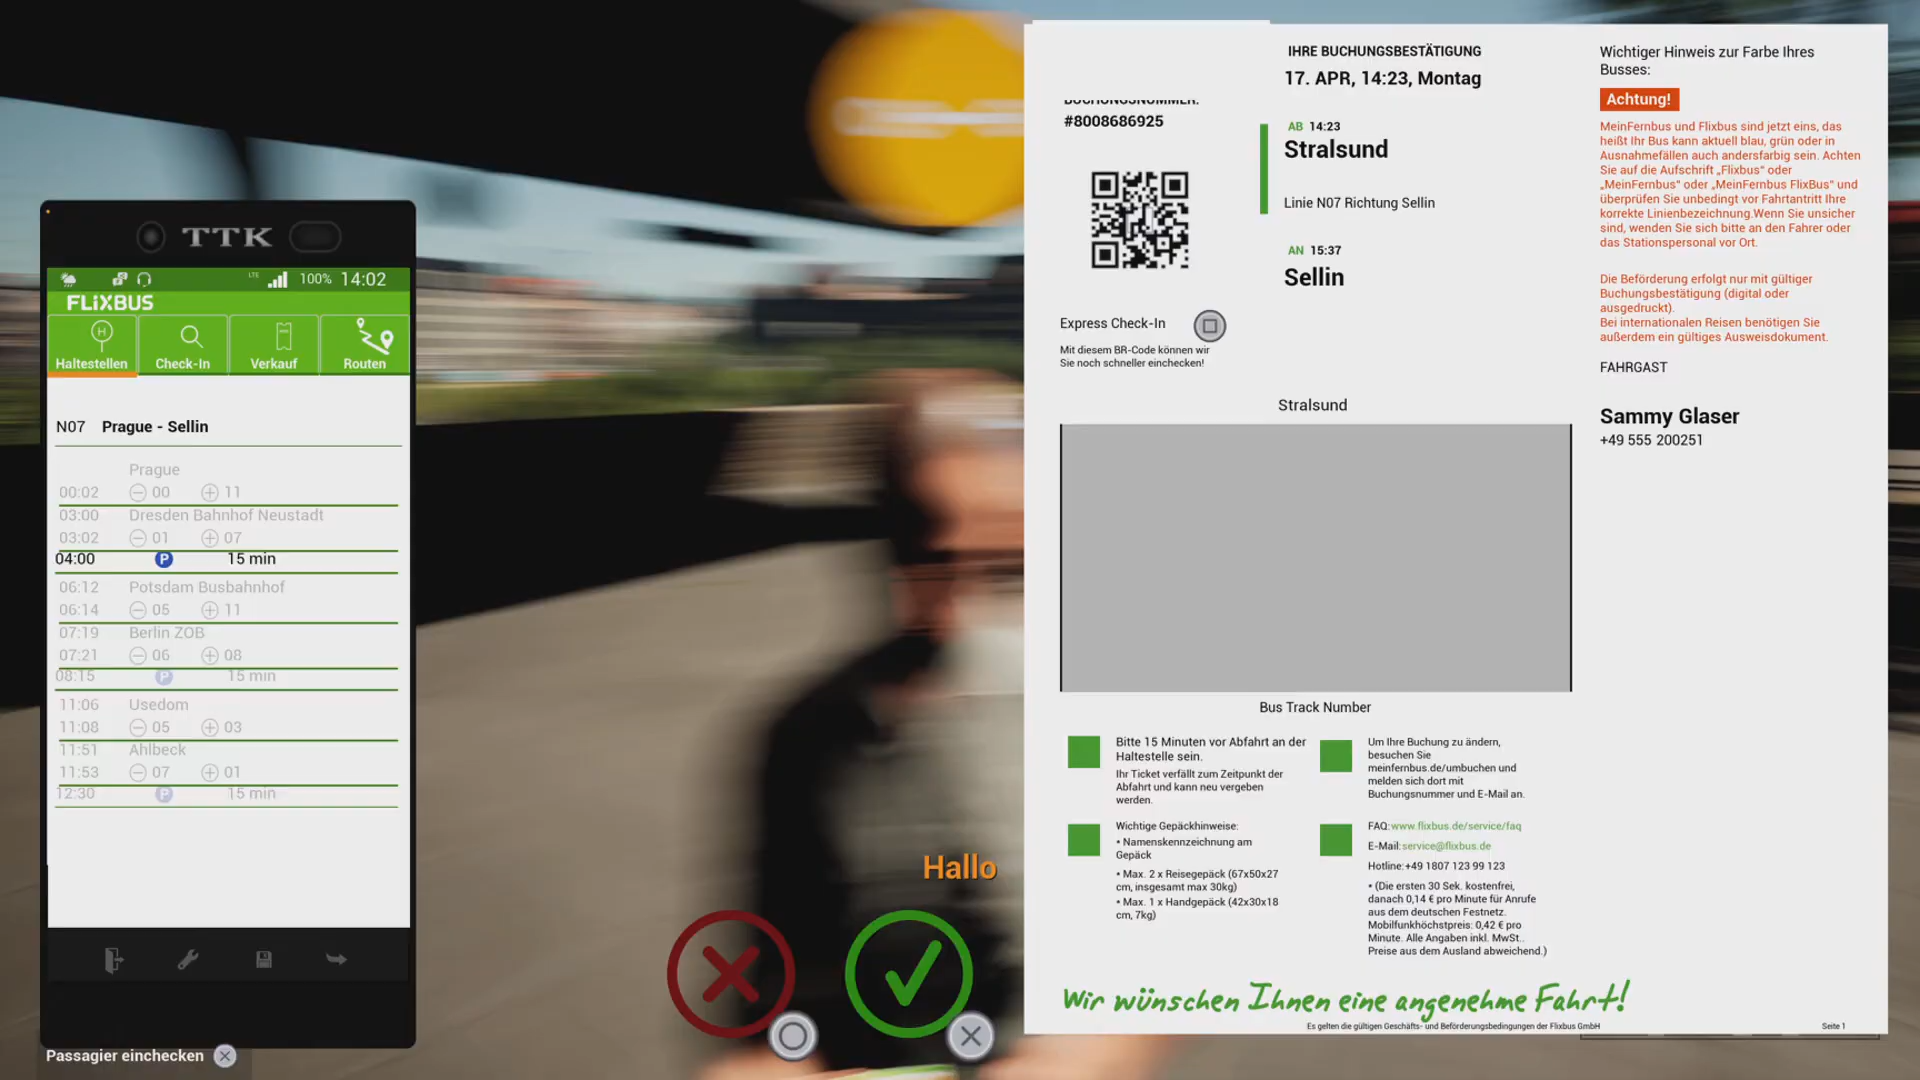 TTK
LTE 100% 14:02
FLiXBUS
Haltestellen Check-In Verkauf Routen
N07 Prague - Sellin
Prague
00:02 00 11
03:00 Dresden Bahnhof Neustadt
03:02 01 07
04:00 P 15 min
06:12 Potsdam Busbahnhof
06:14 05 11
07:19 Berlin ZOB
07:21 06 08
08:15 P 15 min
11:06 Usedom
11:08 05 03
11:51 Ahlbeck
11:53 07 01
12:30 P 15 min
Passagier einchecken
Hallo
IHRE BUCHUNGSBESTÄTIGUNG
17. APR, 14:23, Montag
BUCHUNGSNUMMER:
#8008686925
AB 14:23
Stralsund
Linie N07 Richtung Sellin
AN 15:37
Sellin
Express Check-In
Mit diesem BR-Code können wir
Sie noch schneller einchecken!
Stralsund
Bus Track Number
Bitte 15 Minuten vor Abfahrt an der
Haltestelle sein.
Ihr Ticket verfällt zum Zeitpunkt der
Abfahrt und kann neu vergeben
werden.
Um Ihre Buchung zu ändern,
besuchen Sie
meinfernbus.de/umbuchen und
melden sich dort mit
Buchungsnummer und E-Mail an.
Wichtige Gepäckhinweise:
• Namenskennzeichnung am
Gepäck
• Max. 2 x Reisegepäck (67x50x27
cm, insgesamt max 30kg)
• Max. 1 x Handgepäck (42x30x18
cm, 7kg)
FAQ: www.flixbus.de/service/faq
E-Mail: service@flixbus.de
Hotline: +49 1807 123 99 123
• (Die ersten 30 Sek. kostenfrei,
danach 0,14 € pro Minute für Anrufe
aus dem deutschen Festnetz.
Mobilfunkhöchstpreis: 0,42 € pro
Minute. Alle Angaben inkl. MwSt..
Preise aus dem Ausland abweichend.)
Wir wünschen Ihnen eine angenehme Fahrt!
Es gelten die gültigen Geschäfts- und Beförderungsbedingungen der Flixbus GmbH
Seite 1
Wichtiger Hinweis zur Farbe Ihres
Busses:
Achtung!
MeinFernbus und Flixbus sind jetzt eins, das
heißt Ihr Bus kann aktuell blau, grün oder in
Ausnahmefällen auch andersfarbig sein. Achten
Sie auf die Aufschrift „Flixbus“ oder
„MeinFernbus“ oder „MeinFernbus FlixBus“ und
überprüfen Sie unbedingt vor Fahrtantritt Ihre
korrekte Linienbezeichnung.Wenn Sie unsicher
sind, wenden Sie sich bitte an den Fahrer oder
das Stationspersonal vor Ort.
Die Beförderung erfolgt nur mit gültiger
Buchungsbestätigung (digital oder
ausgedruckt).
Bei internationalen Reisen benötigen Sie
außerdem ein gültiges Ausweisdokument.
FAHRGAST
Sammy Glaser
+49 555 200251